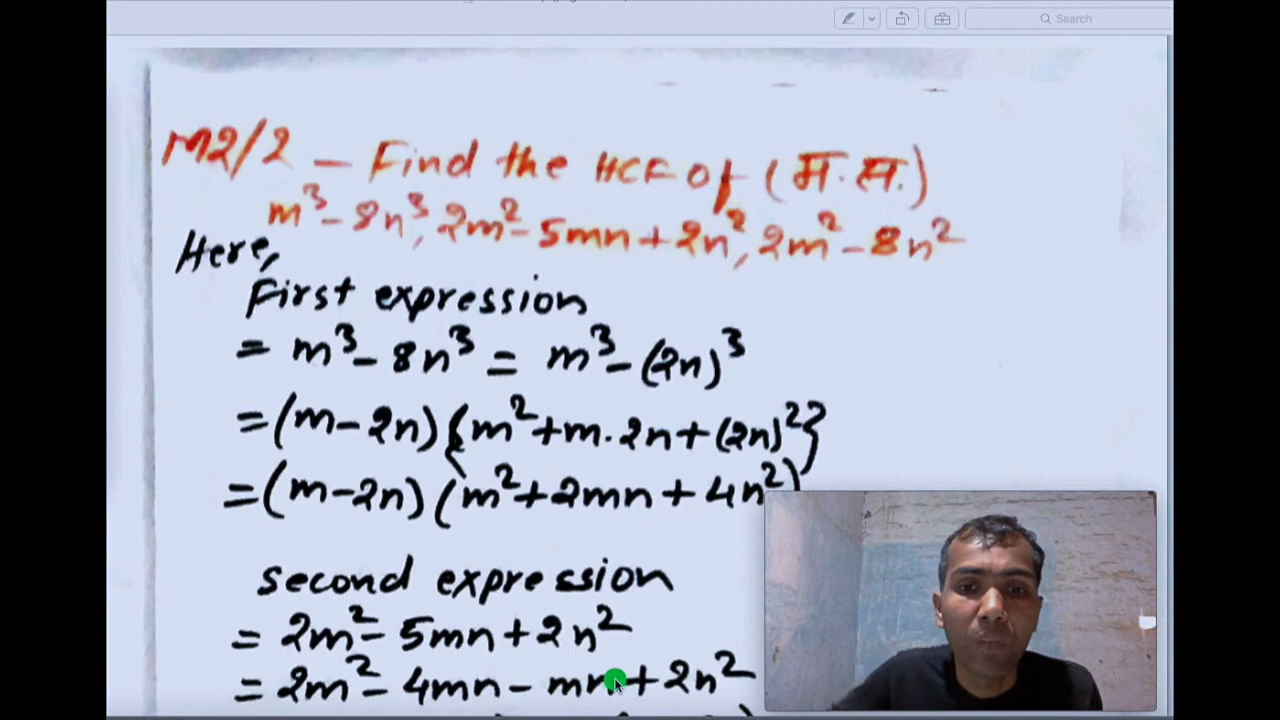 Search
M2/2 - Find the HCF of (म.स.)
m³-8n³, 2m²-5mn+2n², 2m²-8n²
Here,
First expression
= m³-8n³ = m³-(2n)³
=(m-2n){m²+m.2n+(2n)²}
=(m-2n)(m²+2mn+4n²)
second expression
= 2m²-5mn+2n²
= 2m²-4mn-mn+2n²